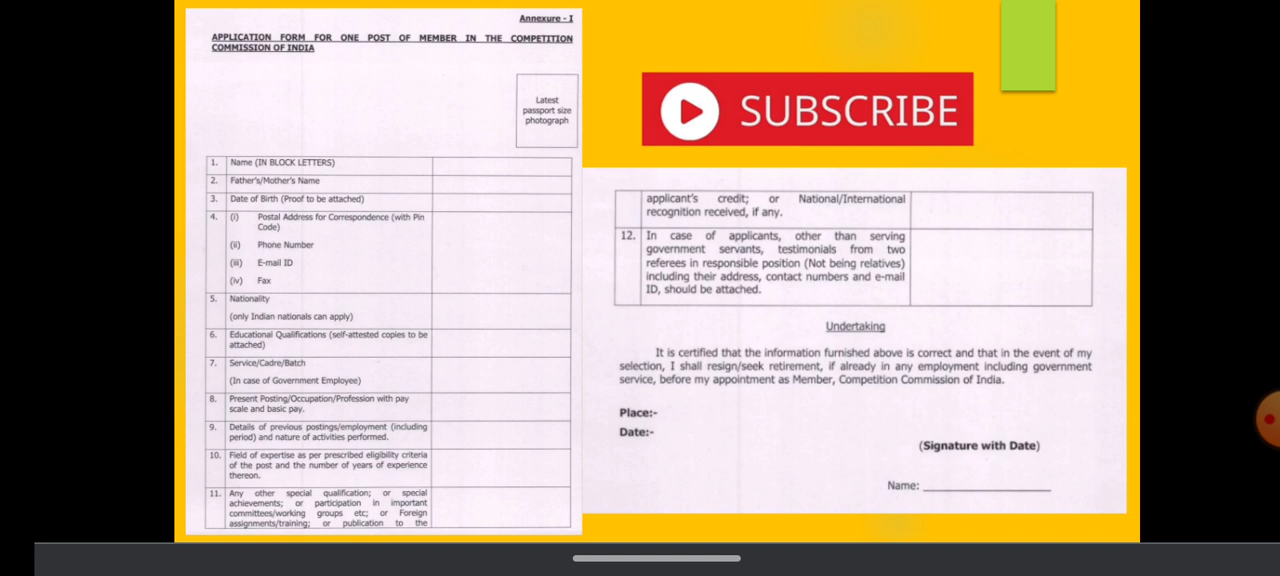 Annexure - I
APPLICATION FORM FOR ONE POST OF MEMBER IN THE COMPETITION
COMMISSION OF INDIA
Latest
passport size
photograph
1. Name (IN BLOCK LETTERS)
2. Father's/Mother's Name
3. Date of Birth (Proof to be attached)
4. (i) Postal Address for Correspondence (with Pin
Code)
(ii) Phone Number
(iii) E-mail ID
(iv) Fax
5. Nationality
(only Indian nationals can apply)
6. Educational Qualifications (self-attested copies to be
attached)
7. Service/Cadre/Batch
(In case of Government Employee)
8. Present Posting/Occupation/Profession with pay
scale and basic pay.
9. Details of previous postings/employment (including
period) and nature of activities performed.
10. Field of expertise as per prescribed eligibility criteria
of the post and the number of years of experience
thereon.
11. Any other special qualification; or special
achievements; or participation in important
committees/working groups etc; or Foreign
assignments/training; or publication to the
SUBSCRIBE
applicant's credit; or National/International
recognition received, if any.
12. In case of applicants, other than serving
government servants, testimonials from two
referees in responsible position (Not being relatives)
including their address, contact numbers and e-mail
ID, should be attached.
Undertaking
It is certified that the information furnished above is correct and that in the event of my
selection, I shall resign/seek retirement, if already in any employment including government
service, before my appointment as Member, Competition Commission of India.
Place:-
Date:-
(Signature with Date)
Name: